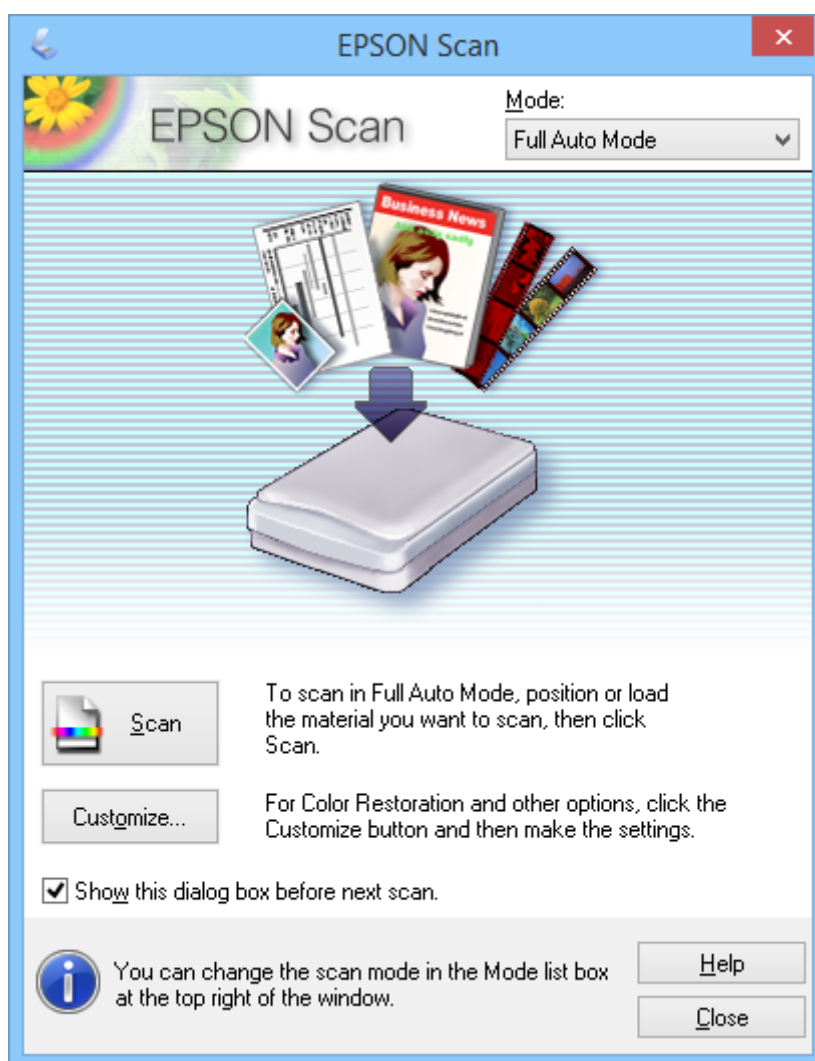 EPSON Scan
EPSON Scan
Mode:
Full Auto Mode
Business News
Scan
To scan in Full Auto Mode, position or load
the material you want to scan, then click
Scan.
Customize...
For Color Restoration and other options, click the
Customize button and then make the settings.
Show this dialog box before next scan.
You can change the scan mode in the Mode list box
at the top right of the window.
Help
Close